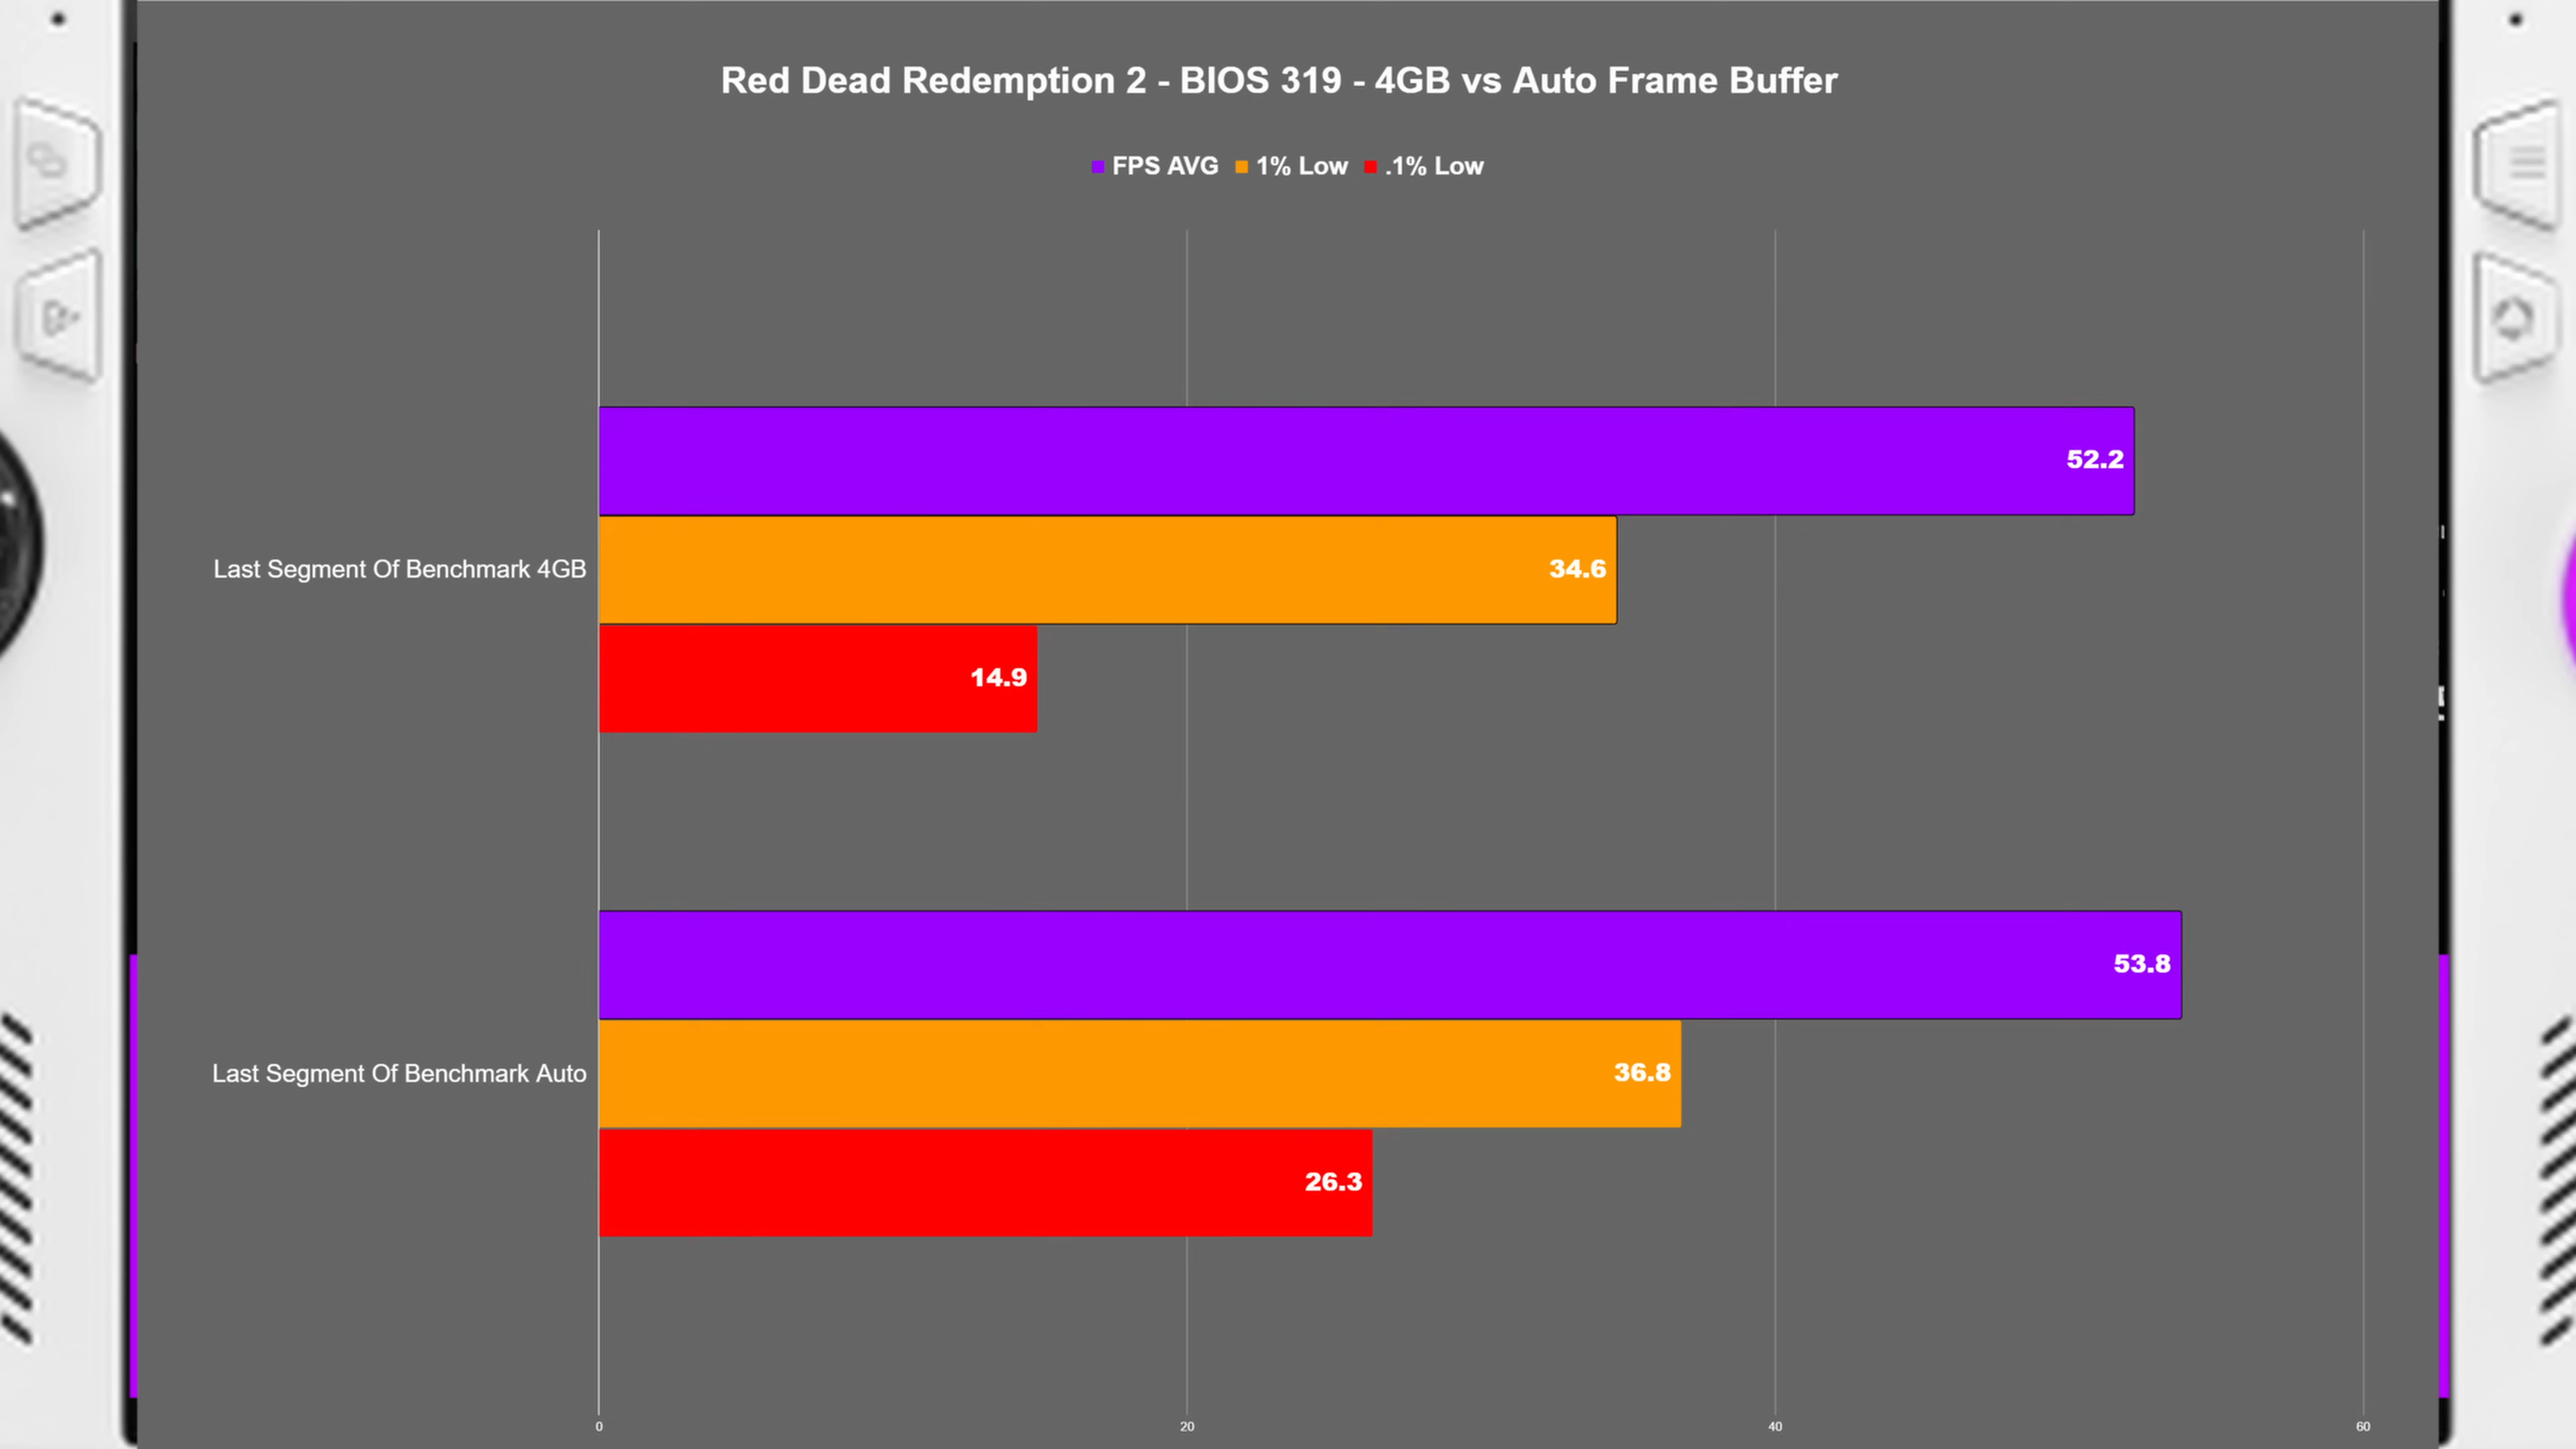 Red Dead Redemption 2 - BIOS 319 - 4GB vs Auto Frame Buffer
FPS AVG 1% Low .1% Low
52.2
Last Segment Of Benchmark 4GB 34.6
14.9
53.8
Last Segment Of Benchmark Auto 36.8
26.3
0 20 40 60